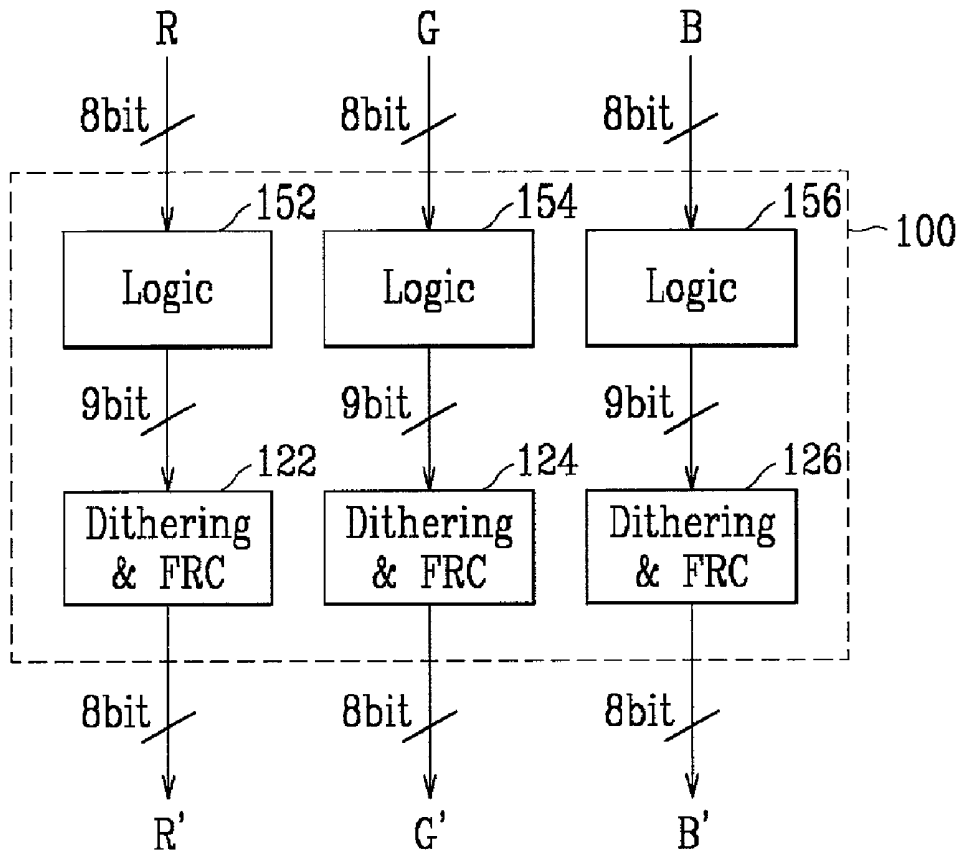 R G B
8bit 8bit 8bit
152 154 156
100
Logic Logic Logic
9bit 9bit 9bit
122 124 126
Dithering Dithering Dithering
& FRC & FRC & FRC
8bit 8bit 8bit
R' G' B'